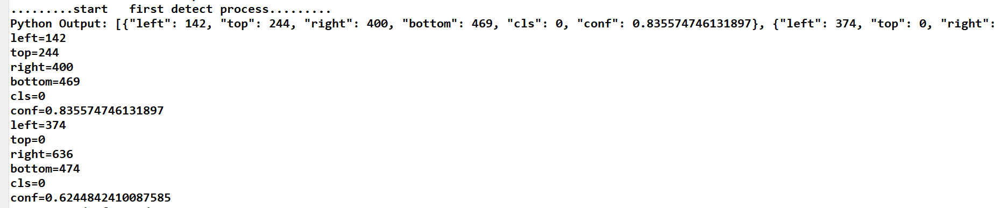 .........start   first detect process.........
Python Output: [{"left": 142, "top": 244, "right": 400, "bottom": 469, "cls": 0, "conf": 0.835574746131897}, {"left": 374, "top": 0, "right":
left=142
top=244
right=400
bottom=469
cls=0
conf=0.835574746131897
left=374
top=0
right=636
bottom=474
cls=0
conf=0.6244842410087585